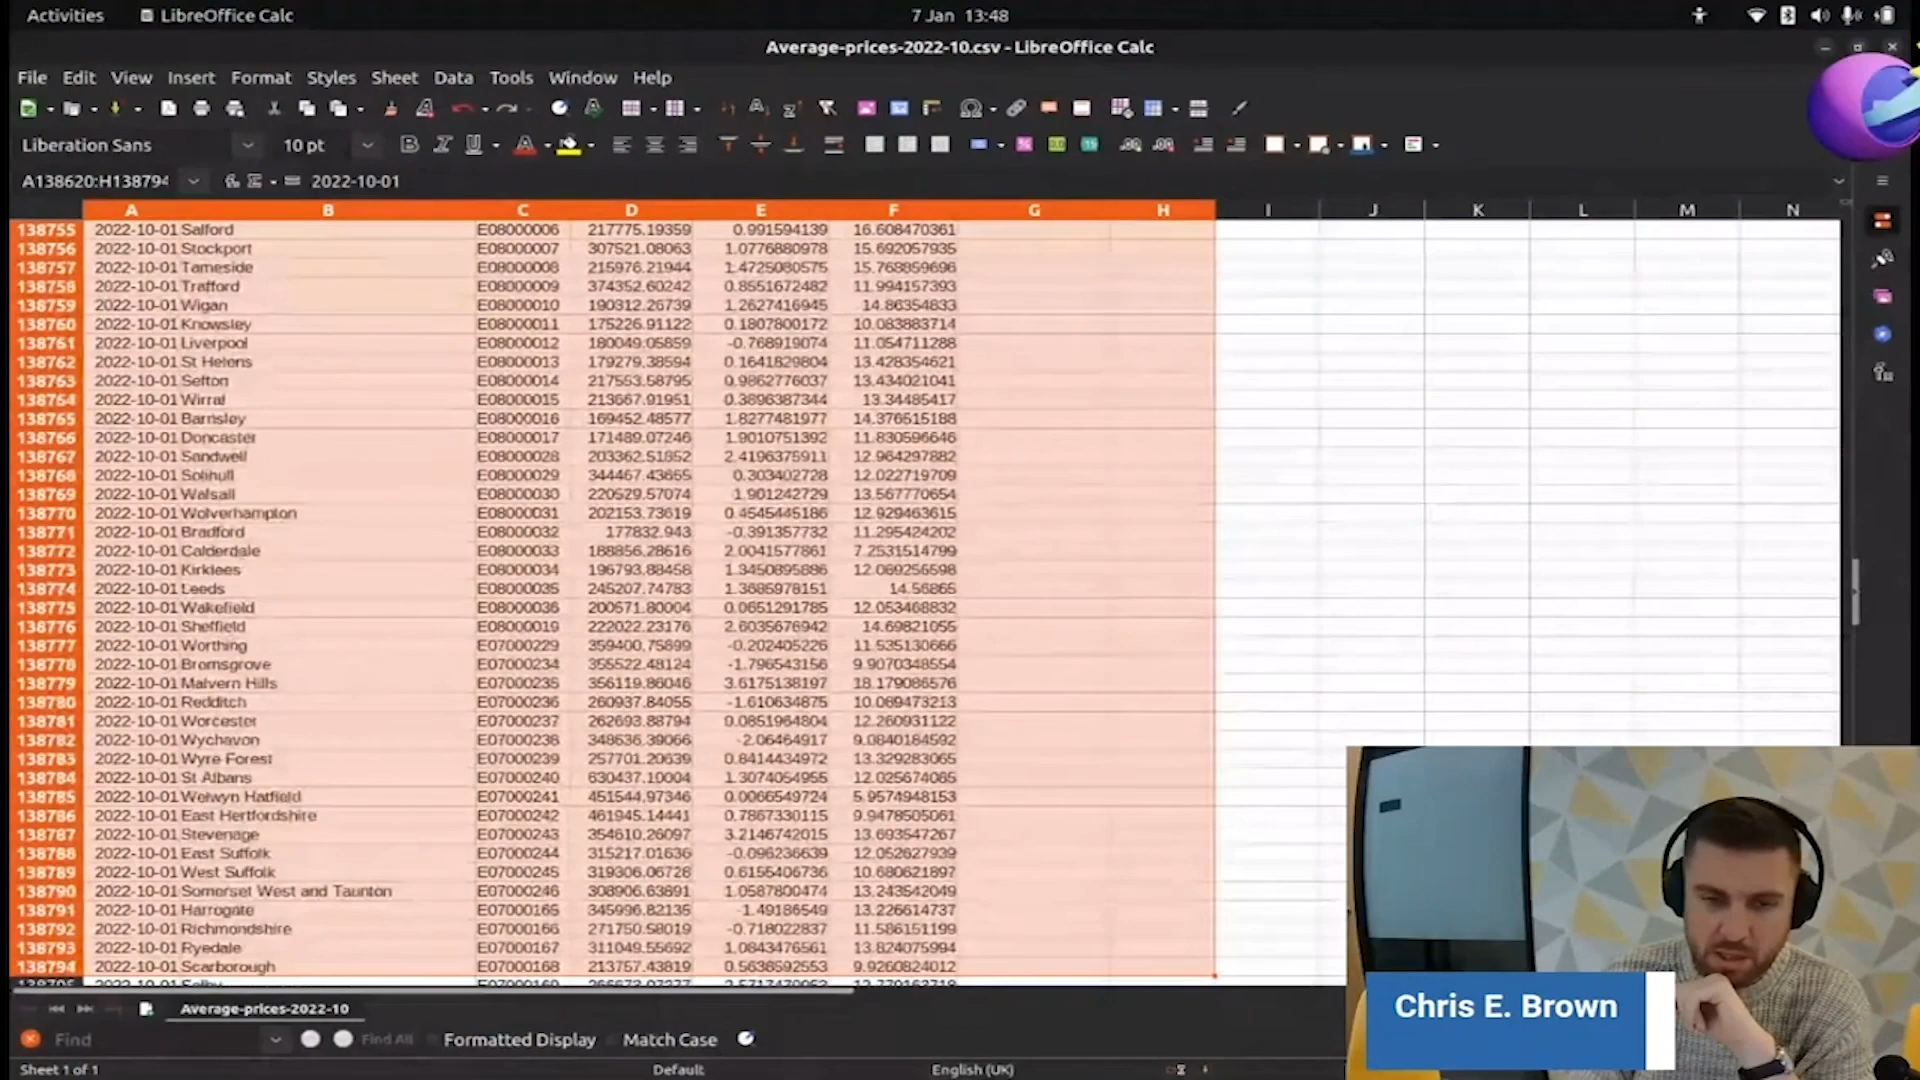 Activities LibreOffice Calc 7 Jan 13:48
Average-prices-2022-10.csv - LibreOffice Calc
File Edit View Insert Format Styles Sheet Data Tools Window Help
Liberation Sans 10 pt
A138620:H138794 2022-10-01
A B C D E F G H I J K L M N
138755 2022-10-01 Salford E08000006 217775.19359 0.991594139 16.608470361
138756 2022-10-01 Stockport E08000007 307521.08063 1.0776880978 15.692057935
138757 2022-10-01 Tameside E08000008 215976.21944 1.4725080575 15.768859696
138758 2022-10-01 Trafford E08000009 374352.60242 0.8551672482 11.994157393
138759 2022-10-01 Wigan E08000010 190312.26739 1.2627416945 14.86354833
138760 2022-10-01 Knowsley E08000011 175226.91122 0.1807800172 10.083883714
138761 2022-10-01 Liverpool E08000012 180049.05859 -0.768919074 11.054711288
138762 2022-10-01 St Helens E08000013 179279.38594 0.1641829804 13.428354621
138763 2022-10-01 Sefton E08000014 217553.58795 0.9862776037 13.434021041
138764 2022-10-01 Wirral E08000015 213667.91951 0.3896387344 13.34485417
138765 2022-10-01 Barnsley E08000016 169452.48577 1.8277481977 14.376515188
138766 2022-10-01 Doncaster E08000017 171489.07246 1.9010751392 11.830596646
138767 2022-10-01 Sandwell E08000028 203362.51852 2.4196375911 12.964297882
138768 2022-10-01 Solihull E08000029 344467.43655 0.303402728 12.022719709
138769 2022-10-01 Walsall E08000030 220529.57074 1.901242729 13.567770654
138770 2022-10-01 Wolverhampton E08000031 202153.73619 0.4545445186 12.929463615
138771 2022-10-01 Bradford E08000032 177832.943 -0.391357732 11.295424202
138772 2022-10-01 Calderdale E08000033 188856.28616 2.0041577861 7.2531514799
138773 2022-10-01 Kirklees E08000034 196793.88458 1.3450895886 12.069256598
138774 2022-10-01 Leeds E08000035 245207.74783 1.3685978151 14.56865
138775 2022-10-01 Wakefield E08000036 200571.80004 0.0651291785 12.053468832
138776 2022-10-01 Sheffield E08000019 222022.23176 2.6035676942 14.69821055
138777 2022-10-01 Worthing E07000229 359400.75899 -0.202405226 11.535130666
138778 2022-10-01 Bromsgrove E07000234 355522.48124 -1.796543156 9.9070348554
138779 2022-10-01 Malvern Hills E07000235 356119.86046 3.6175138197 18.179086576
138780 2022-10-01 Redditch E07000236 260937.84055 -1.610634875 10.069473213
138781 2022-10-01 Worcester E07000237 262693.88794 0.0851964804 12.260931122
138782 2022-10-01 Wychavon E07000238 348636.39066 -2.06464917 9.0840184592
138783 2022-10-01 Wyre Forest E07000239 257701.20639 0.8414434972 13.329283065
138784 2022-10-01 St Albans E07000240 630437.10004 1.3074054955 12.025674065
138785 2022-10-01 Welwyn Hatfield E07000241 451544.97346 0.0066549724 5.9574948153
138786 2022-10-01 East Hertfordshire E07000242 461945.14441 0.7867330115 9.9478505061
138787 2022-10-01 Stevenage E07000243 354610.26097 3.2146742015 13.693547267
138788 2022-10-01 East Suffolk E07000244 315217.01636 -0.096236639 12.052627939
138789 2022-10-01 West Suffolk E07000245 319306.06728 0.6155406736 10.680621897
138790 2022-10-01 Somerset West and Taunton E07000246 308906.63891 1.0587800474 13.243542049
138791 2022-10-01 Harrogate E07000165 345996.82135 -1.49186549 13.226614737
138792 2022-10-01 Richmondshire E07000166 271750.58019 -0.718022837 11.586151199
138793 2022-10-01 Ryedale E07000167 311049.55692 1.0843476561 13.824075994
138794 2022-10-01 Scarborough E07000168 213757.43819 0.5638592553 9.9260824012
Average-prices-2022-10
Find Find All Formatted Display Match Case
Sheet 1 of 1 Default English (UK)
Chris E. Brown